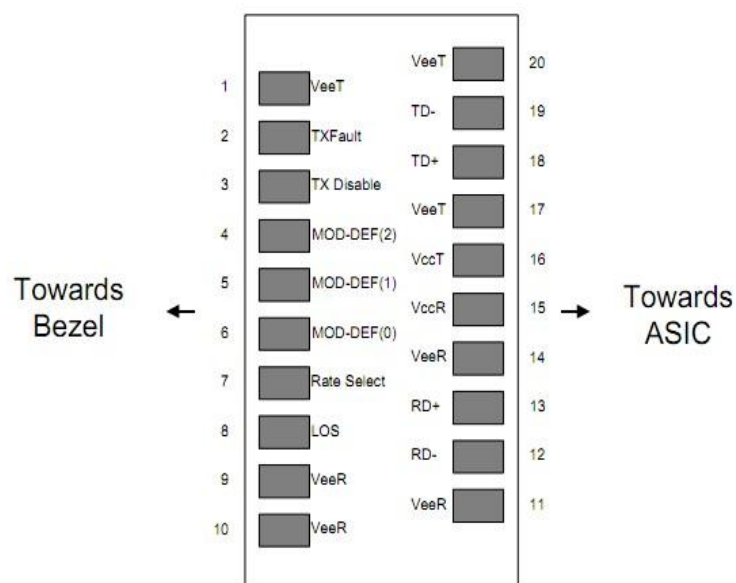 VeeT 20
1 VeeT
TD- 19
2 TXFault
TD+ 18
3 TX Disable
VeeT 17
4 MOD-DEF(2)
VccT 16
5 MOD-DEF(1)
VccR 15
6 MOD-DEF(0)
VeeR 14
7 Rate Select
RD+ 13
8 LOS
RD- 12
9 VeeR
VeeR 11
10 VeeR
Towards
Bezel
Towards
ASIC